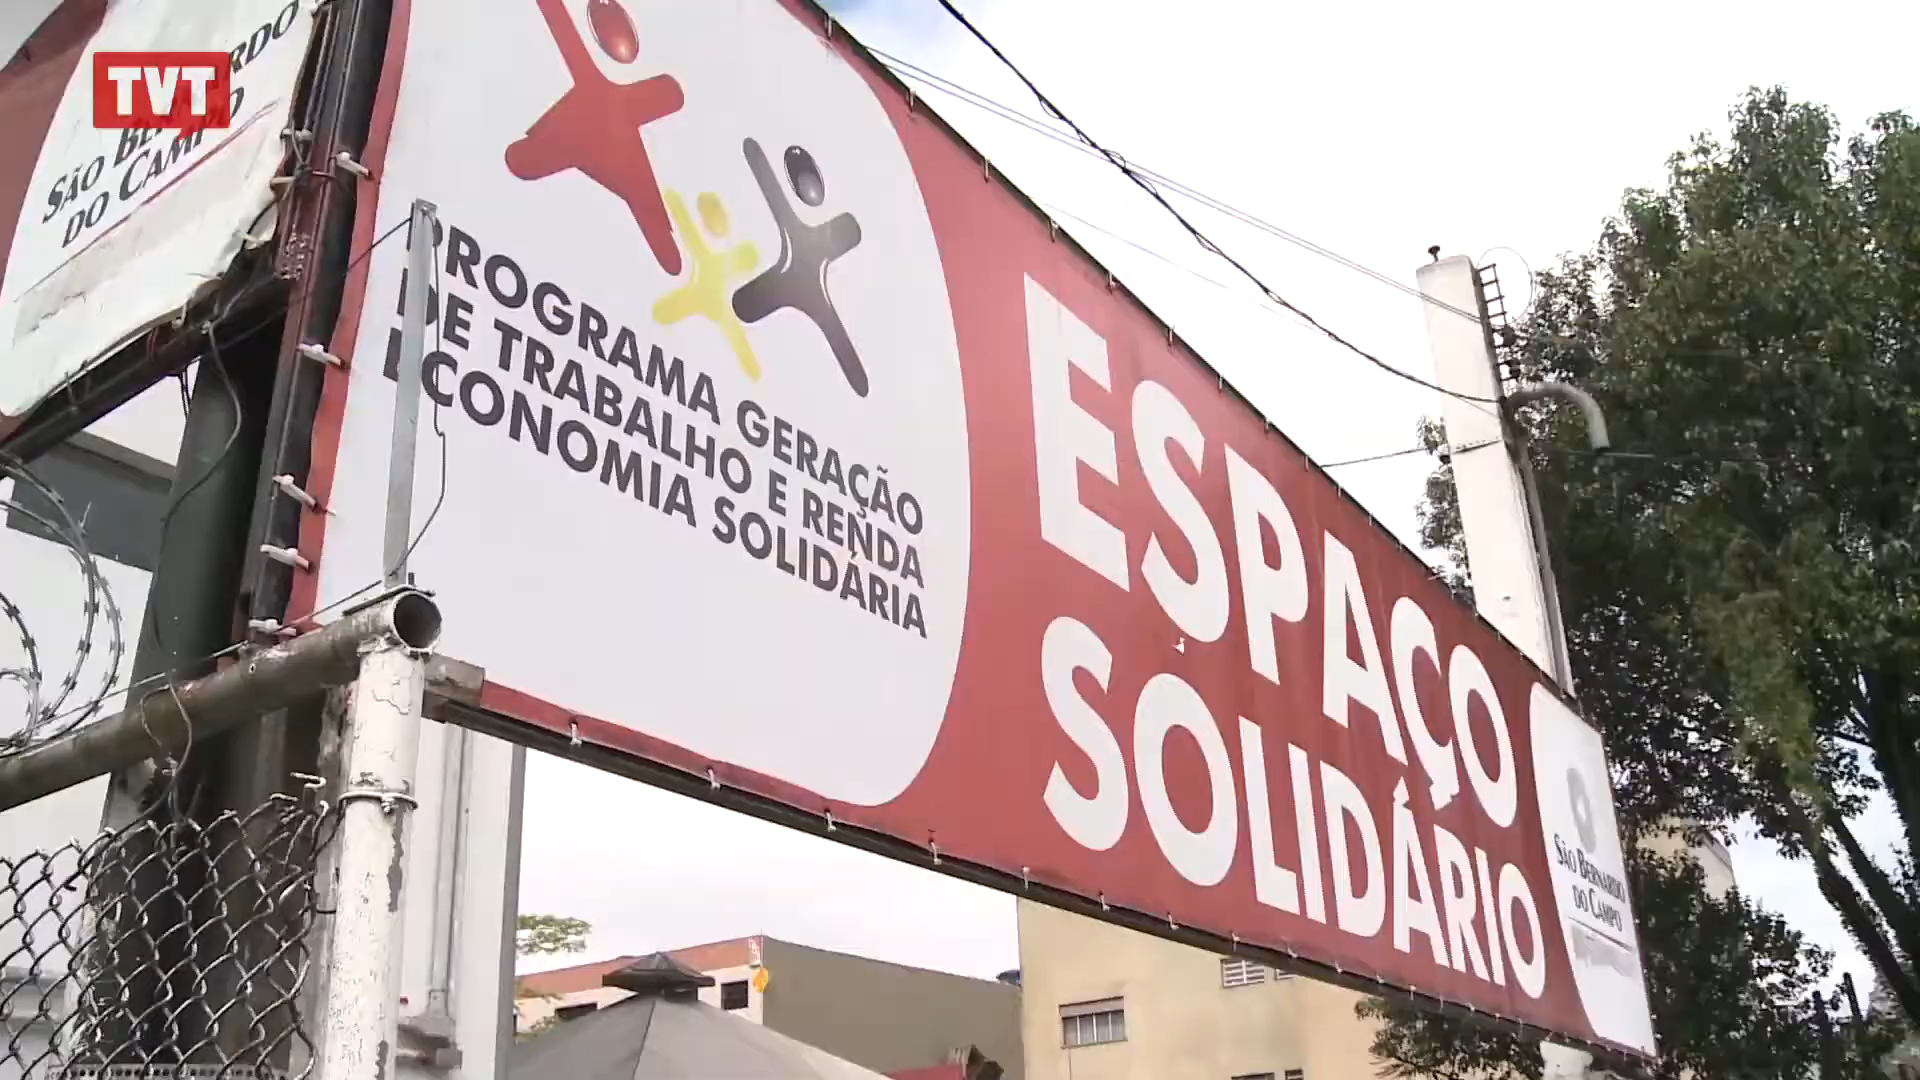 TVT
SÃO BERNARDO
DO CAMPO
PROGRAMA GERAÇÃO
DE TRABALHO E RENDA
ECONOMIA SOLIDÁRIA
ESPAÇO
SOLIDÁRIO
SÃO BERNARDO
DO CAMPO